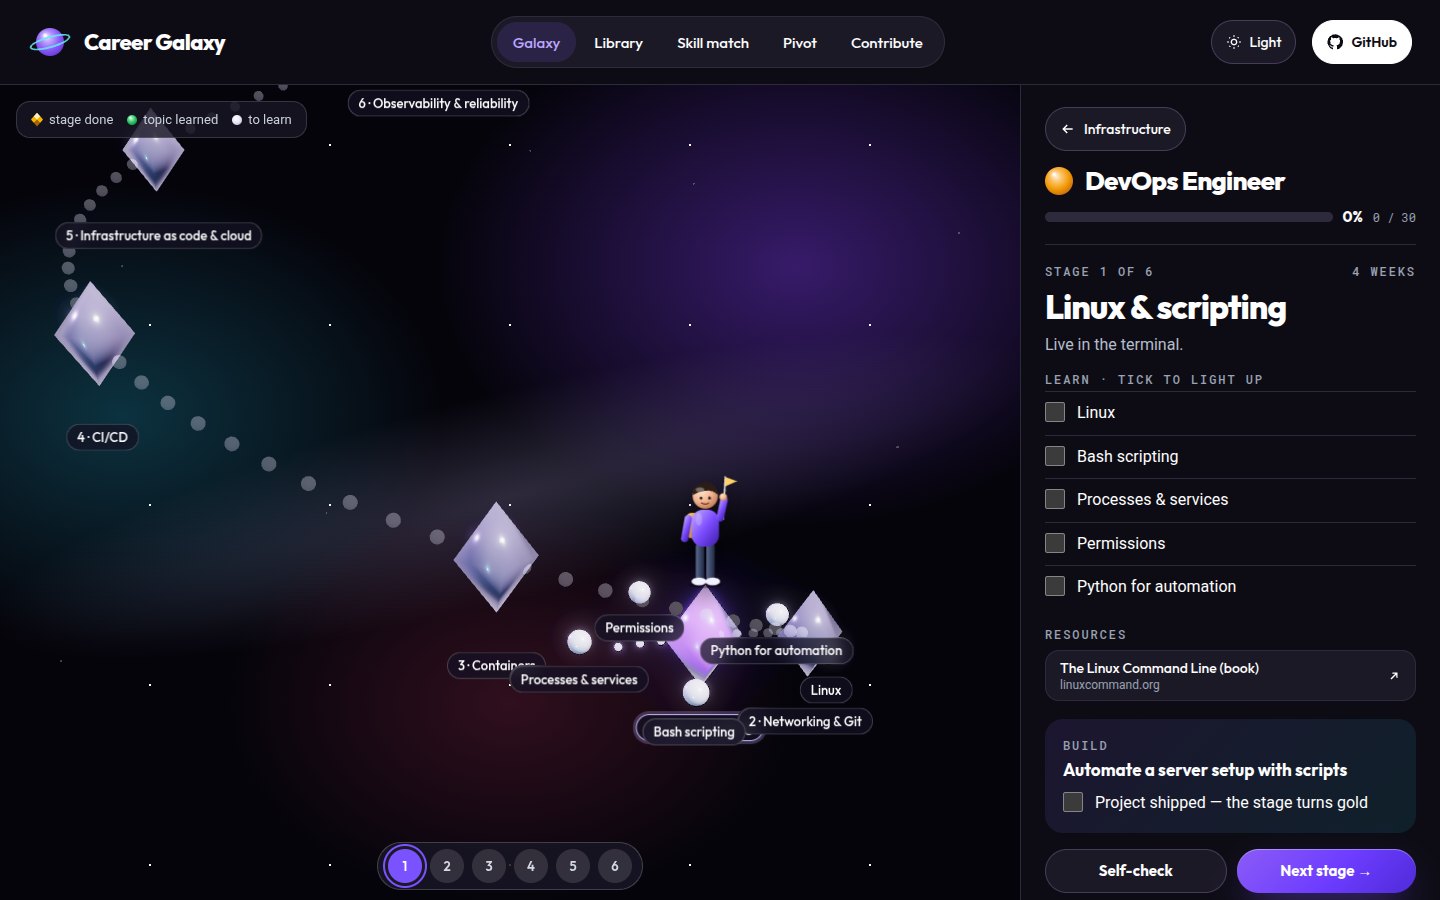 Career Galaxy
Galaxy
Library
Skill match
Pivot
Contribute
Light
GitHub
stage done
topic learned
to learn
6 · Observability & reliability
5 · Infrastructure as code & cloud
4 · CI/CD
Permissions
Python for automation
3 · Containers
Processes & services
Linux
2 · Networking & Git
Bash scripting
1
2
3
4
5
6
← Infrastructure
DevOps Engineer
0% 0 / 30
STAGE 1 OF 6
4 WEEKS
Linux & scripting
Live in the terminal.
LEARN · TICK TO LIGHT UP
Linux
Bash scripting
Processes & services
Permissions
Python for automation
RESOURCES
The Linux Command Line (book)
linuxcommand.org
BUILD
Automate a server setup with scripts
Project shipped — the stage turns gold
Self-check
Next stage →